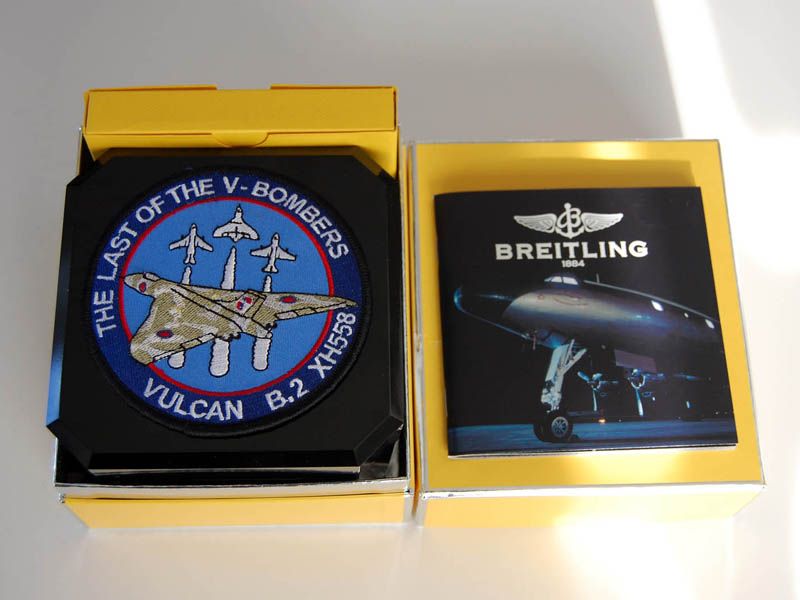 THE LAST OF THE V-BOMBERS
VULCAN B.2 XH558
BREITLING
1884